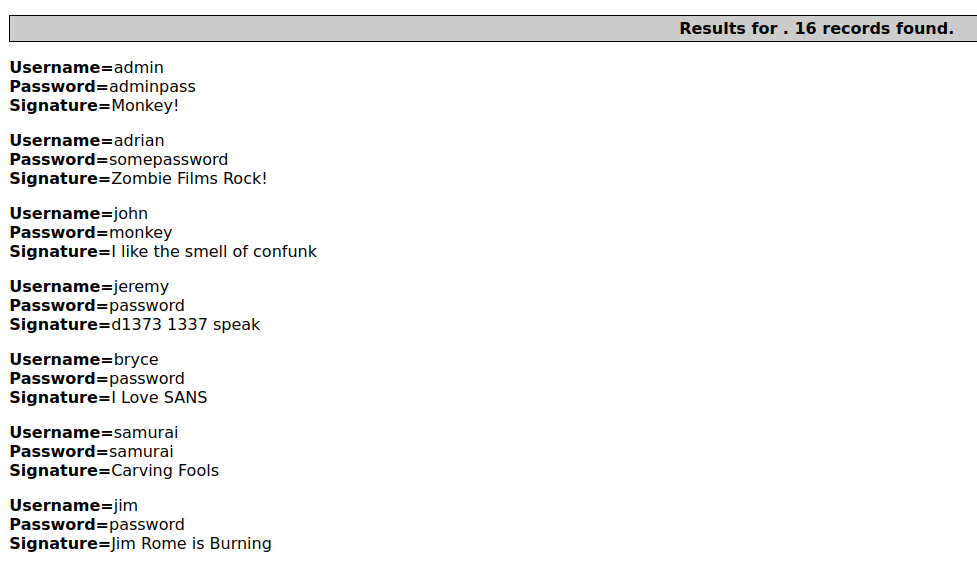 Results for . 16 records found.
Username=admin
Password=adminpass
Signature=Monkey!
Username=adrian
Password=somepassword
Signature=Zombie Films Rock!
Username=john
Password=monkey
Signature=I like the smell of confunk
Username=jeremy
Password=password
Signature=d1373 1337 speak
Username=bryce
Password=password
Signature=I Love SANS
Username=samurai
Password=samurai
Signature=Carving Fools
Username=jim
Password=password
Signature=Jim Rome is Burning